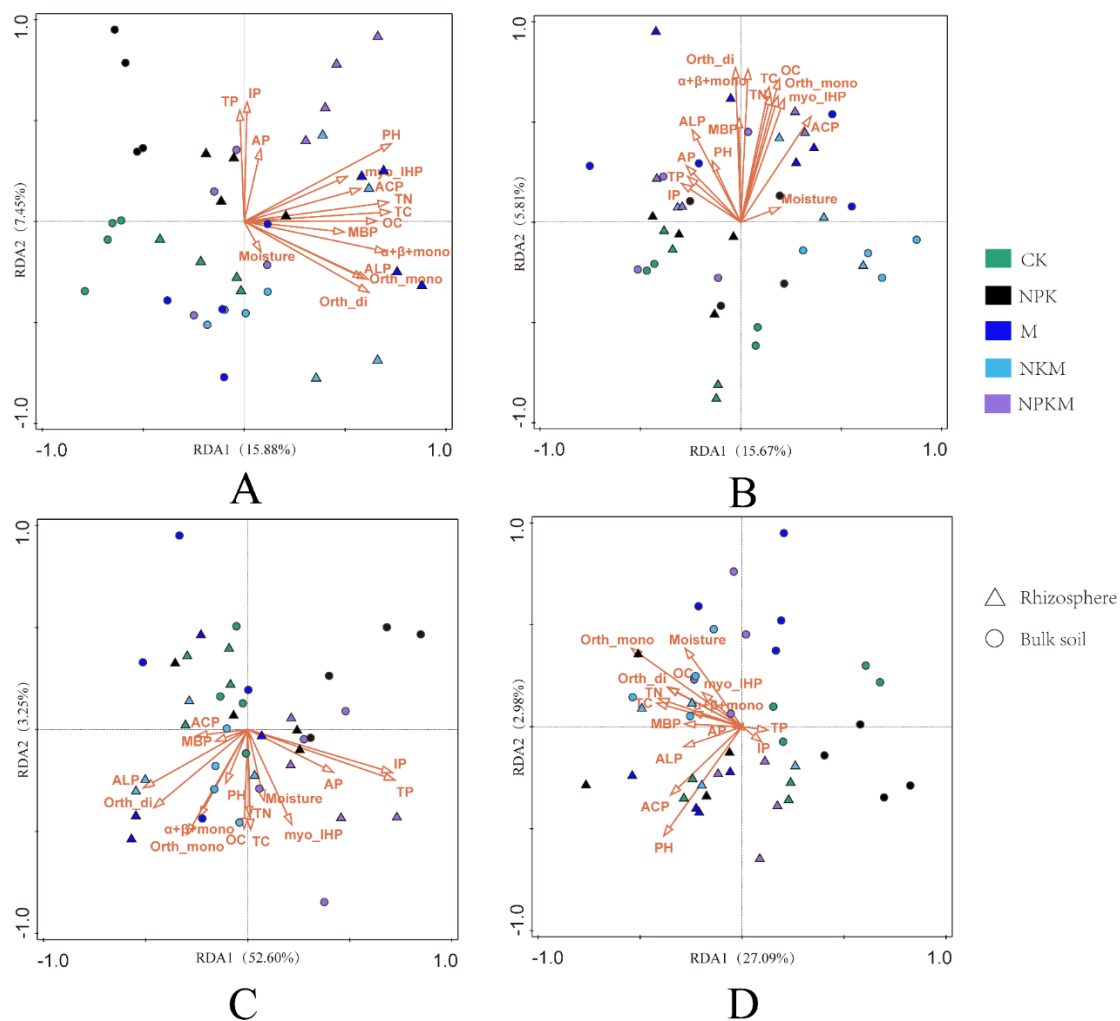 1.0
RDA2 (7.45%)
-1.0
TP
IP
AP
PH
myo_IHP
ACP
TN
TC
OC
MBP
α+β+mono
Moisture
ALP
Orth_mono
Orth_di
-1.0
RDA1 (15.88%)
1.0
A
1.0
RDA2 (5.81%)
-1.0
Orth_di
OC
TC
α+β+mono
Orth_mono
TN
myo_IHP
ALP
MBP
ACP
PH
AP
TP
IP
Moisture
-1.0
RDA1 (15.67%)
1.0
B
CK
NPK
M
NKM
NPKM
1.0
RDA2 (3.25%)
-1.0
ACP
MBP
IP
ALP
AP
TP
PH
Orth_di
Moisture
TN
α+β+mono
myo_IHP
Orth_mono
OC
TC
-1.0
RDA1 (52.60%)
1.0
C
1.0
RDA2 (2.98%)
-1.0
Orth_mono
Moisture
OC
Orth_di
myo_IHP
TN
TC
α+β+mono
MBP
AP
TP
IP
ALP
ACP
PH
-1.0
RDA1 (27.09%)
1.0
D
Rhizosphere
Bulk soil